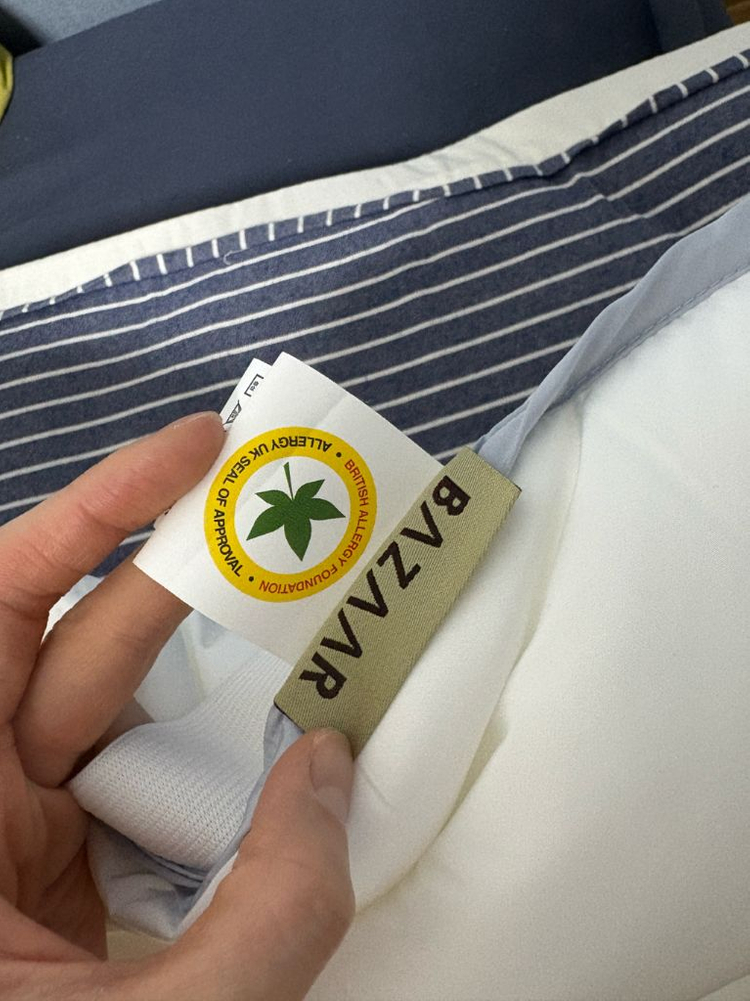 ALLERGY UK SEAL OF APPROVAL •
BRITISH ALLERGY FOUNDATION •
BAZAAR